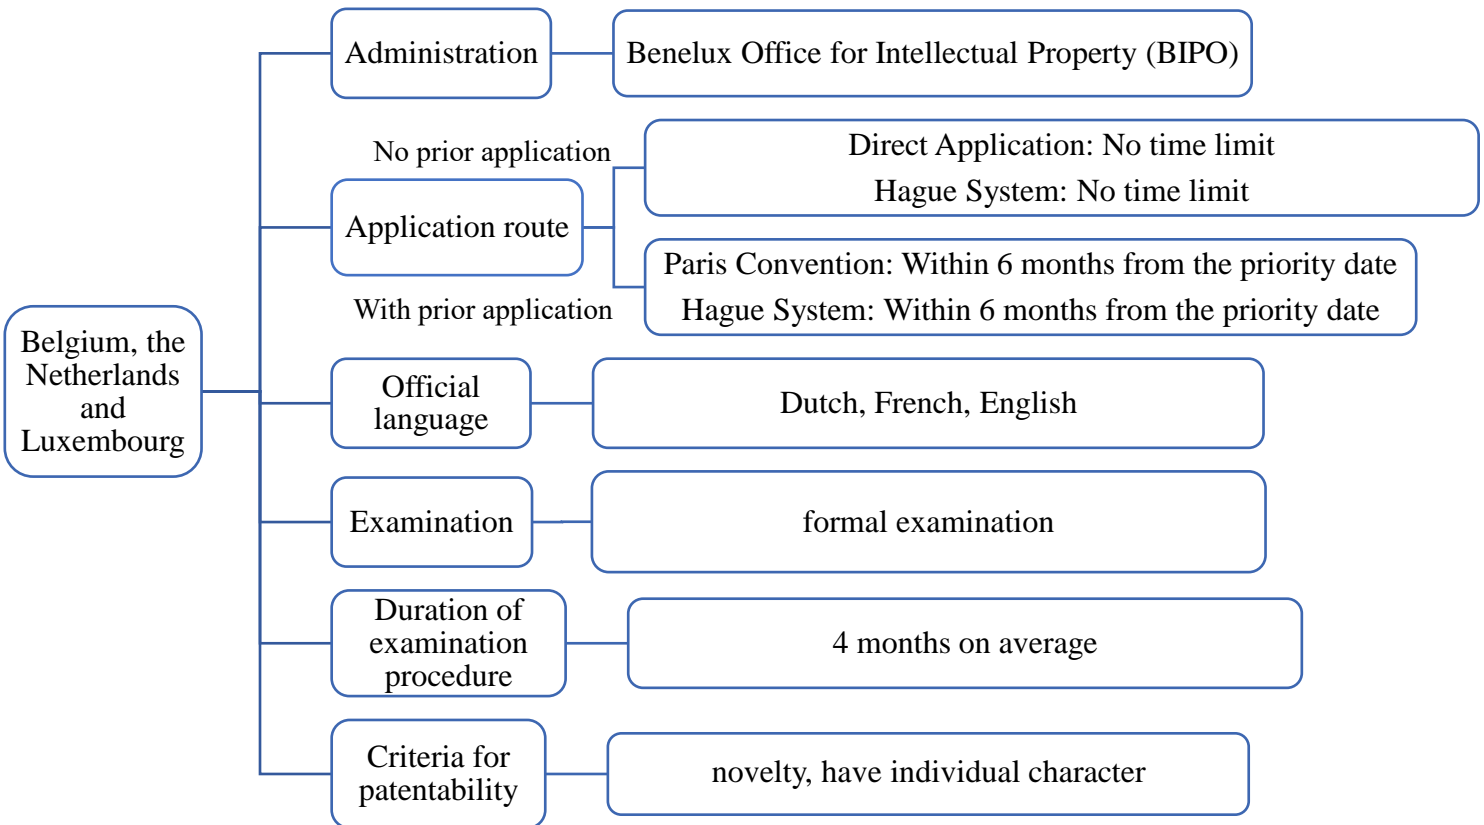 Belgium, the
Netherlands
and
Luxembourg
Administration
Benelux Office for Intellectual Property (BIPO)
Application route
No prior application
Direct Application: No time limit
Hague System: No time limit
With prior application
Paris Convention: Within 6 months from the priority date
Hague System: Within 6 months from the priority date
Official
language
Dutch, French, English
Examination
formal examination
Duration of
examination
procedure
4 months on average
Criteria for
patentability
novelty, have individual character